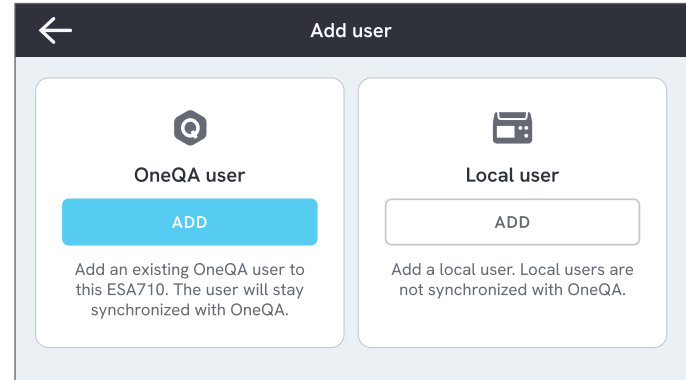 Add user
OneQA user
ADD
Add an existing OneQA user to
this ESA710. The user will stay
synchronized with OneQA.
Local user
ADD
Add a local user. Local users are
not synchronized with OneQA.